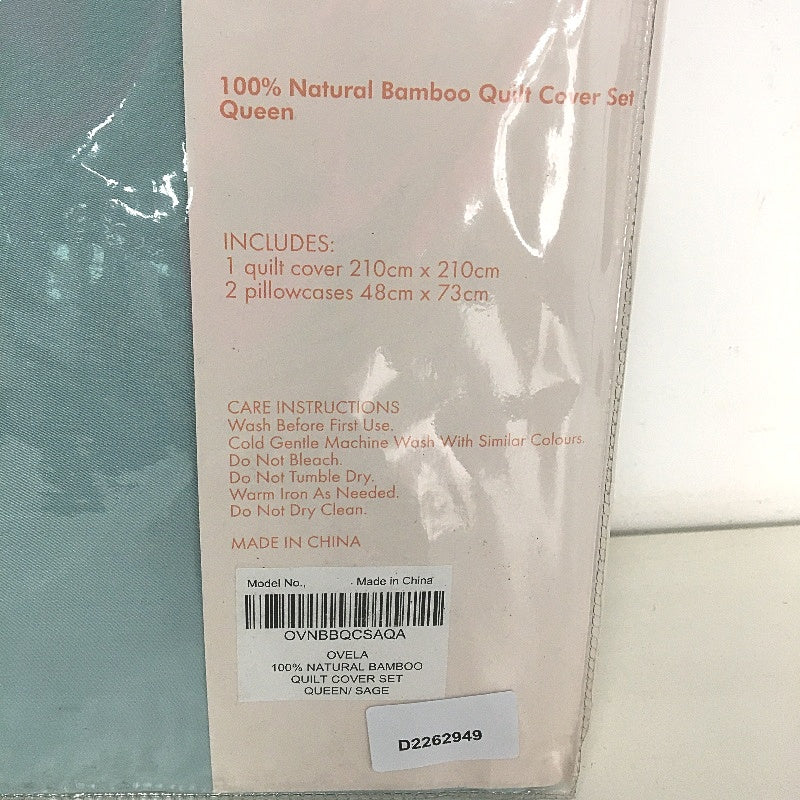 100% Natural Bamboo Quilt Cover Set
Queen
INCLUDES:
1 quilt cover 210cm x 210cm
2 pillowcases 48cm x 73cm
CARE INSTRUCTIONS
Wash Before First Use.
Cold Gentle Machine Wash With Similar Colours.
Do Not Bleach.
Do Not Tumble Dry.
Warm Iron As Needed.
Do Not Dry Clean.
MADE IN CHINA
Model No., . Made in China
OVNBBQCSAQA
OVELA
100% NATURAL BAMBOO
QUILT COVER SET
QUEEN/ SAGE
D2262949